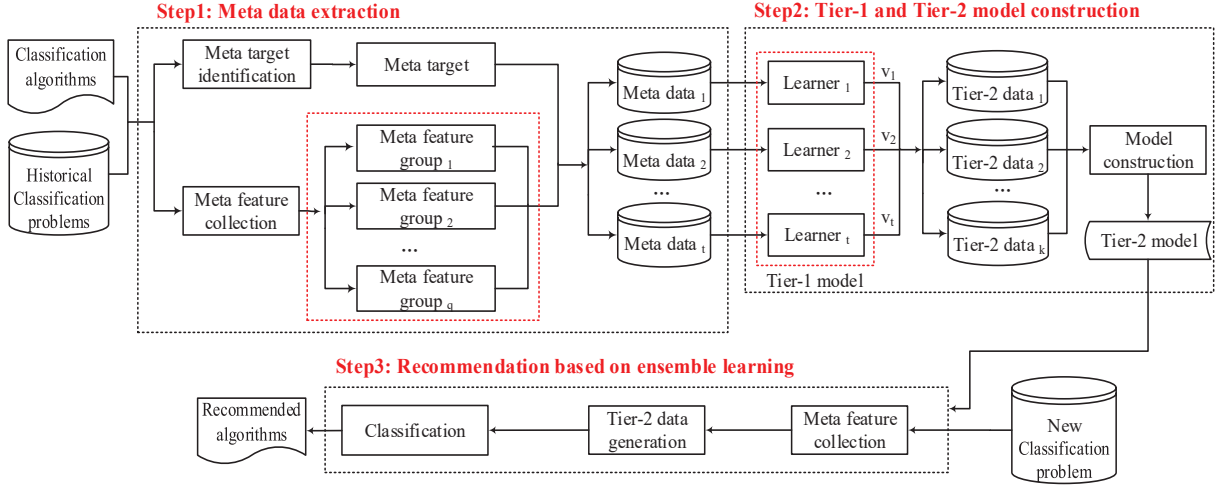 Step1: Meta data extraction
Classification
algorithms
Historical
Classification
problems
Meta target
identification
Meta target
Meta feature
collection
Meta feature
group 1
Meta feature
group 2
...
Meta feature
group q
Meta data 1
Meta data 2
...
Meta data t
Step2: Tier-1 and Tier-2 model construction
Learner 1
Learner 2
...
Learner t
Tier-1 model
v1
v2
vt
Tier-2 data 1
Tier-2 data 2
...
Tier-2 data k
Model
construction
Tier-2 model
Step3: Recommendation based on ensemble learning
Recommended
algorithms
Classification
Tier-2 data
generation
Meta feature
collection
New
Classification
problem